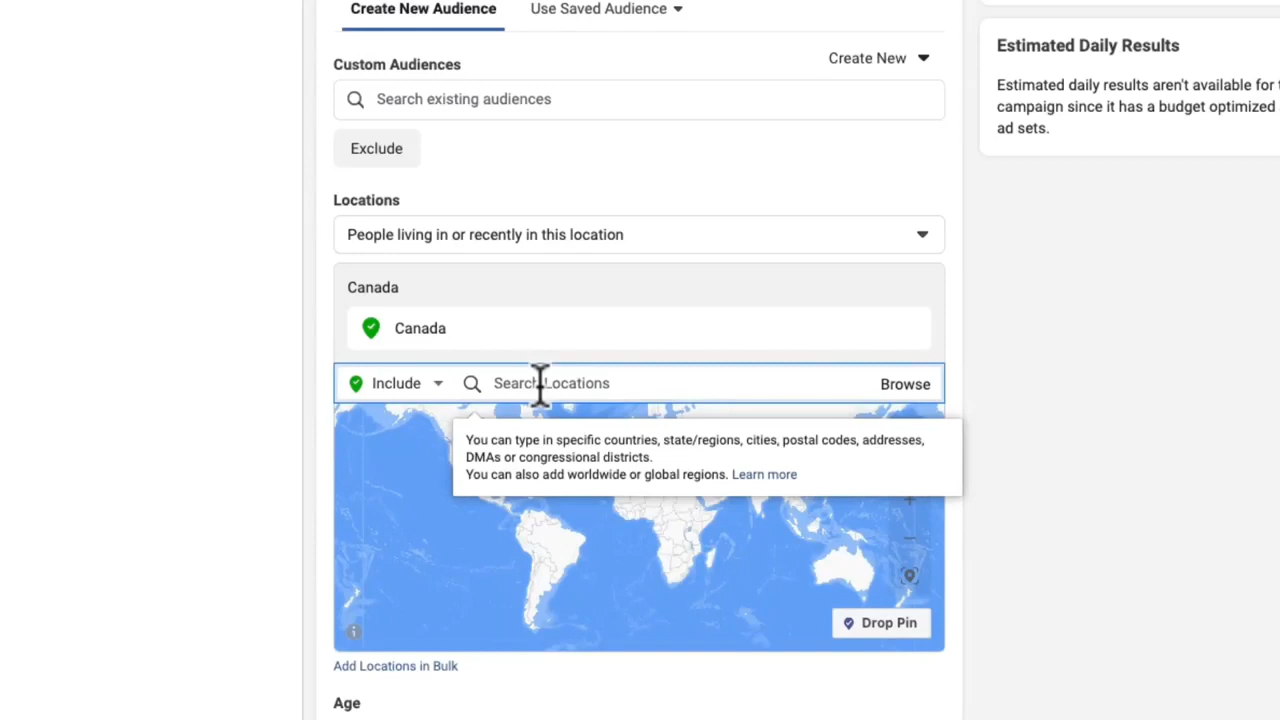 Create New Audience
Use Saved Audience
Custom Audiences
Create New
Search existing audiences
Exclude
Locations
People living in or recently in this location
Canada
Canada
Include
Search Locations
Browse
You can type in specific countries, state/regions, cities, postal codes, addresses,
DMAs or congressional districts.
You can also add worldwide or global regions. Learn more
Drop Pin
Add Locations in Bulk
Age
Estimated Daily Results
Estimated daily results aren't available for
campaign since it has a budget optimized
ad sets.